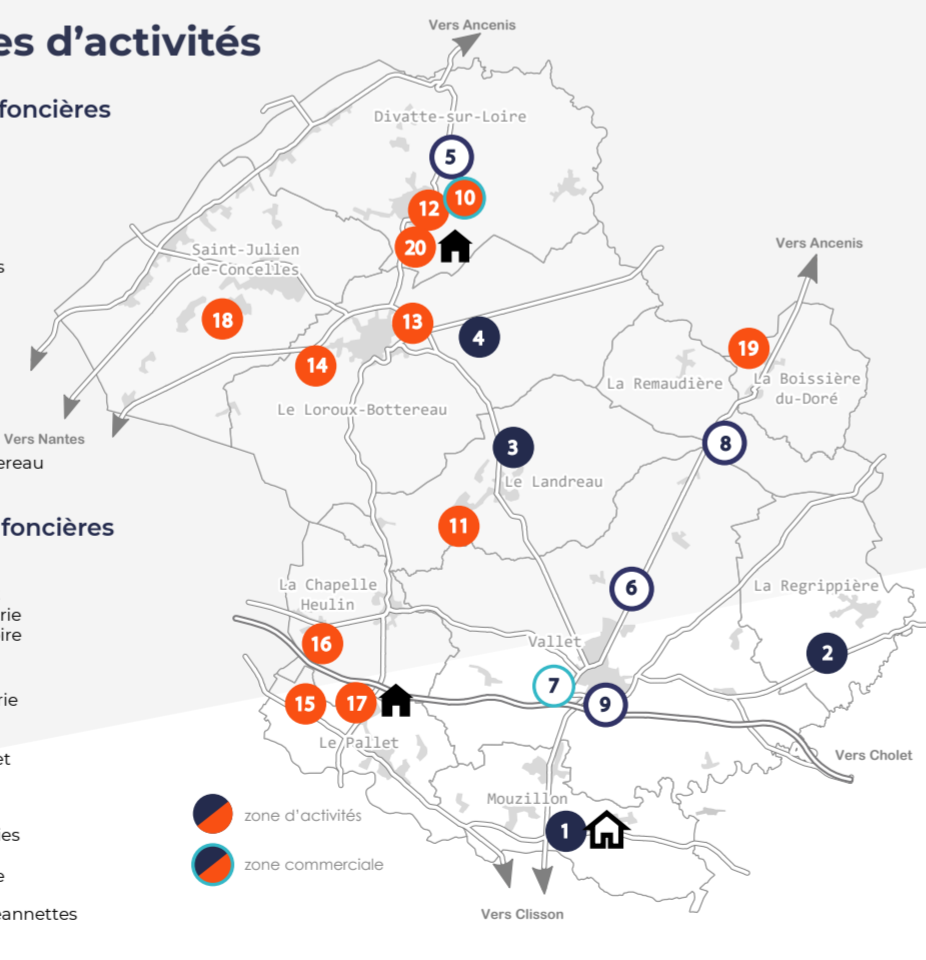 es d'activités
foncières
s
ereau
foncières
rie
ire
rie
et
ies
e
eannettes
Vers Ancenis
Divatte-sur-Loire
5
10
12
20
Vers Ancenis
Saint-Julien
de-Concelles
18
13
4
19
14
La Remaudière
La Boissière
du-Doré
Le Loroux-Bottereau
Vers Nantes
8
3
Le Landreau
11
La Chapelle
Heulin
6
La Regrippière
16
Vallet
2
7
9
15
17
Le Pallet
Vers Cholet
Mouzillon
1
zone d'activités
zone commerciale
Vers Clisson